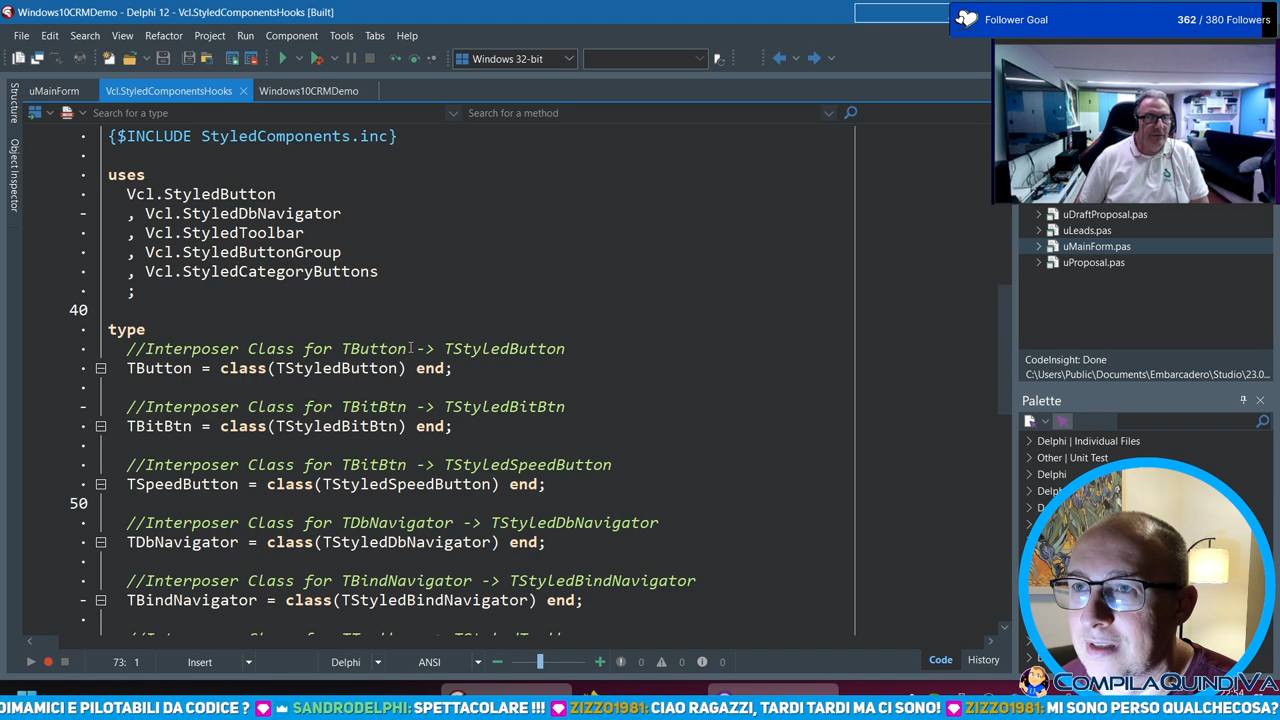 Windows10CRMDemo - Delphi 12 - Vcl.StyledComponentsHooks [Built]
Follower Goal
362 / 380 Followers
File Edit Search View Refactor Project Run Component Tools Tabs Help
Windows 32-bit
uMainForm Vcl.StyledComponentsHooks Windows10CRMDemo
Search for a type
Search for a method
Structure
Object Inspector
{$INCLUDE StyledComponents.inc}
uses
Vcl.StyledButton
, Vcl.StyledDbNavigator
, Vcl.StyledToolbar
, Vcl.StyledButtonGroup
, Vcl.StyledCategoryButtons
;
40
type
//Interposer Class for TButton -> TStyledButton
TButton = class(TStyledButton) end;
//Interposer Class for TBitBtn -> TStyledBitBtn
TBitBtn = class(TStyledBitBtn) end;
//Interposer Class for TBitBtn -> TStyledSpeedButton
TSpeedButton = class(TStyledSpeedButton) end;
50
//Interposer Class for TDbNavigator -> TStyledDbNavigator
TDbNavigator = class(TStyledDbNavigator) end;
//Interposer Class for TBindNavigator -> TStyledBindNavigator
TBindNavigator = class(TStyledBindNavigator) end;
73: 1
Insert
Delphi
ANSI
0
0
0
Code
History
uDraftProposal.pas
uLeads.pas
uMainForm.pas
uProposal.pas
CodeInsight: Done
C:\Users\Public\Documents\Embarcadero\Studio\23.0...
Palette
Delphi | Individual Files
Other | Unit Test
Delphi
COMPILAQUINDIVA
DINAMICI E PILOTABILI DA CODICE ? SANDRODELPHI: SPETTACOLARE !!! ZIZZO1981: CIAO RAGAZZI, TARDI TARDI MA CI SONO! ZIZZO1981: MI SONO PERSO QUALCHECOSA?